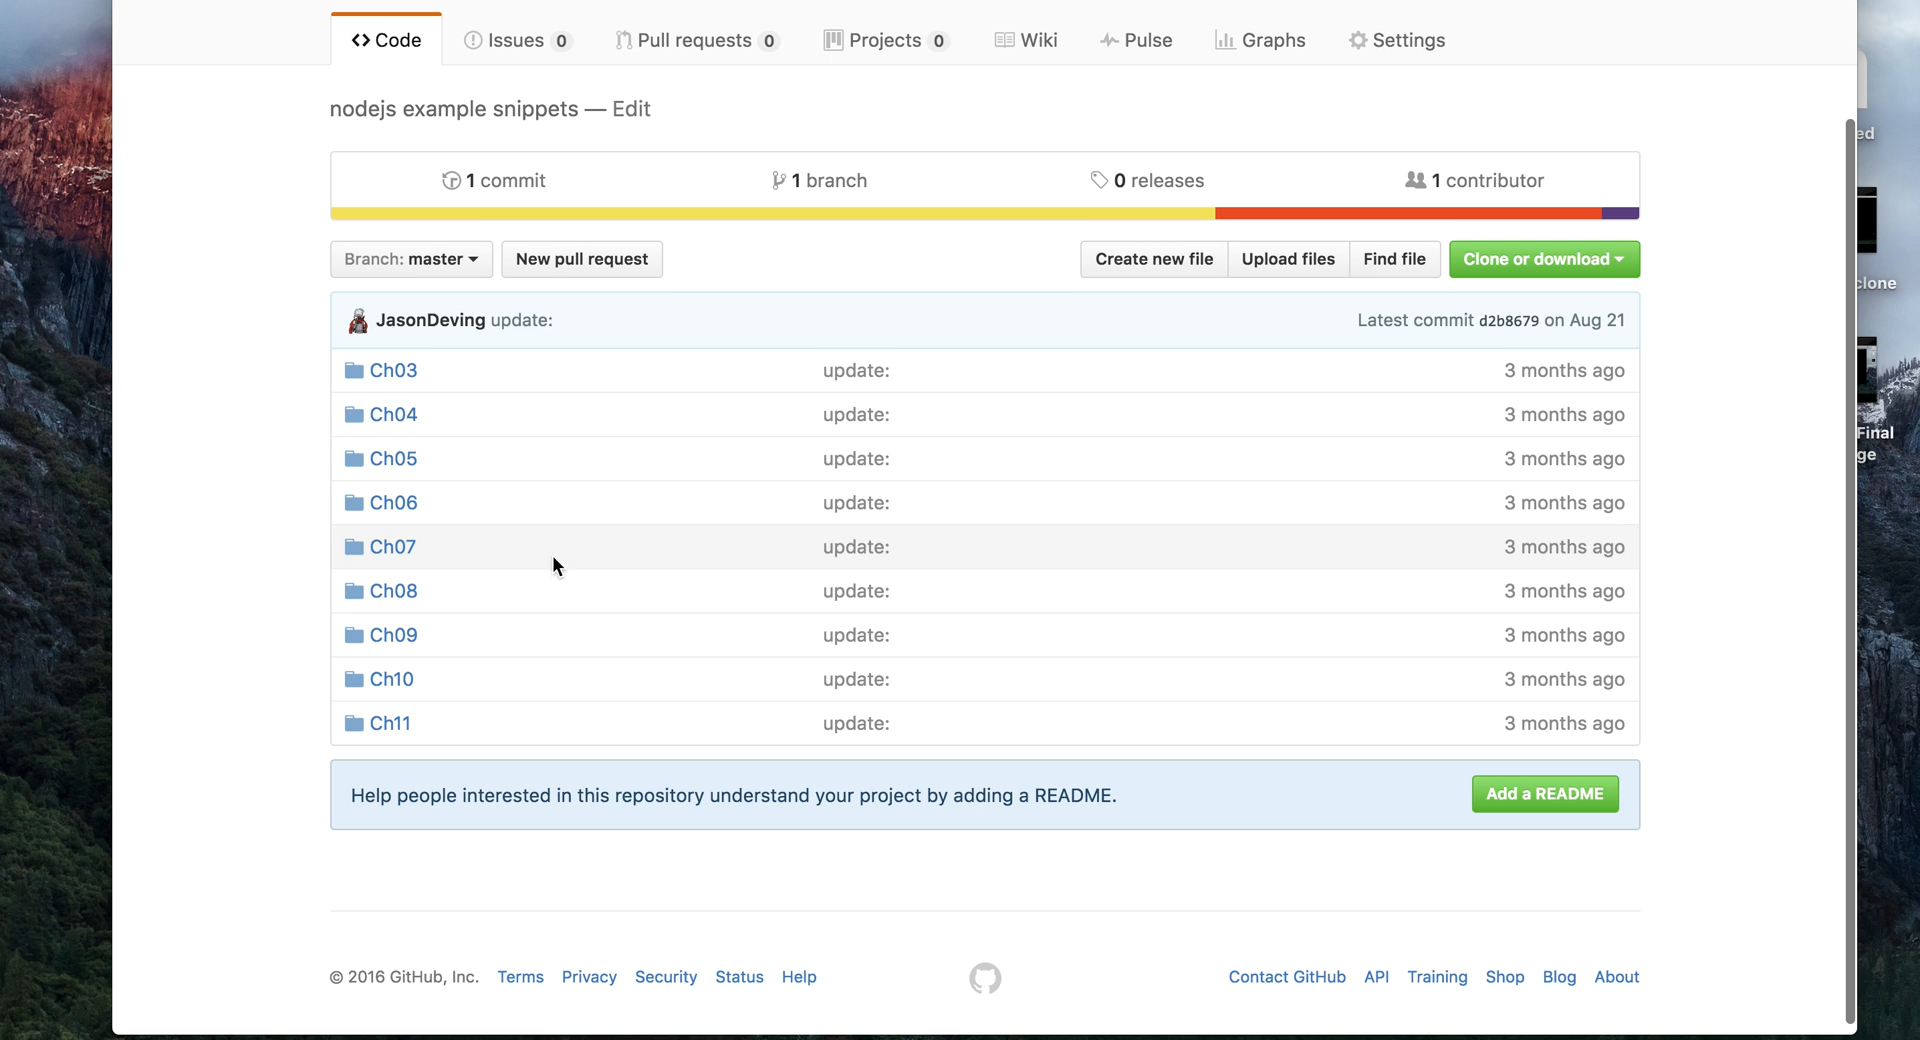 Code Issues 0 Pull requests 0 Projects 0 Wiki Pulse Graphs Settings
nodejs example snippets — Edit
1 commit 1 branch 0 releases 1 contributor
Branch: master New pull request Create new file Upload files Find file Clone or download
JasonDeving update: Latest commit d2b8679 on Aug 21
Ch03 update: 3 months ago
Ch04 update: 3 months ago
Ch05 update: 3 months ago
Ch06 update: 3 months ago
Ch07 update: 3 months ago
Ch08 update: 3 months ago
Ch09 update: 3 months ago
Ch10 update: 3 months ago
Ch11 update: 3 months ago
Help people interested in this repository understand your project by adding a README. Add a README
© 2016 GitHub, Inc. Terms Privacy Security Status Help Contact GitHub API Training Shop Blog About
ed
clone
Final
ge